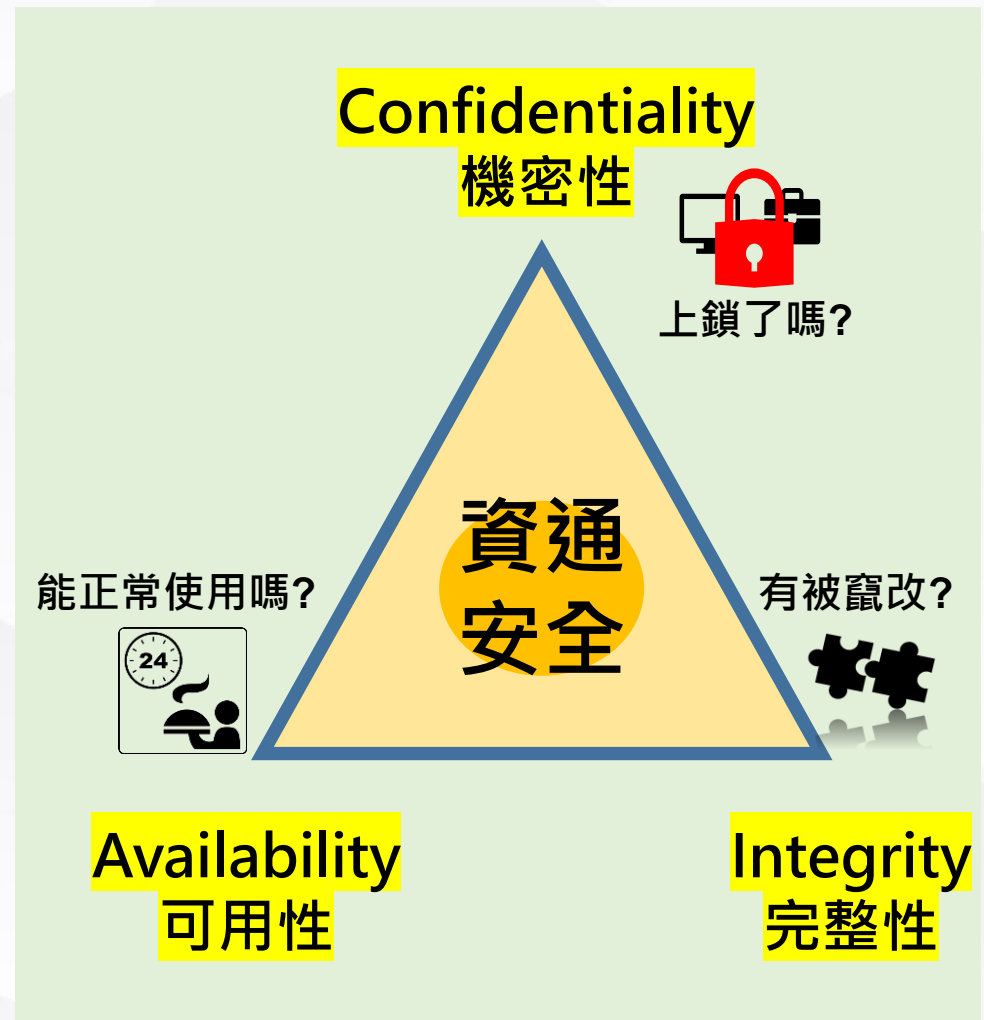 Confidentiality
機密性
上鎖了嗎?
資通
安全
能正常使用嗎?
24
有被竄改?
Availability
可用性
Integrity
完整性